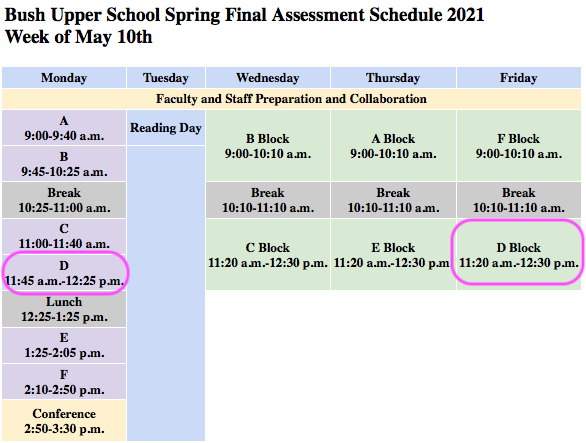 Bush Upper School Spring Final Assessment Schedule 2021
Week of May 10th
Monday Tuesday Wednesday Thursday Friday
Faculty and Staff Preparation and Collaboration
A
9:00-9:40 a.m.
B
9:45-10:25 a.m.
Break
10:25-11:00 a.m.
C
11:00-11:40 a.m.
D
11:45 a.m.-12:25 p.m.
Lunch
12:25-1:25 p.m.
E
1:25-2:05 p.m.
F
2:10-2:50 p.m.
Conference
2:50-3:30 p.m.
Reading Day
B Block
9:00-10:10 a.m.
Break
10:10-11:10 a.m.
C Block
11:20 a.m.-12:30 p.m.
A Block
9:00-10:10 a.m.
Break
10:10-11:10 a.m.
E Block
11:20 a.m.-12:30 p.m.
F Block
9:00-10:10 a.m.
Break
10:10-11:10 a.m.
D Block
11:20 a.m.-12:30 p.m.